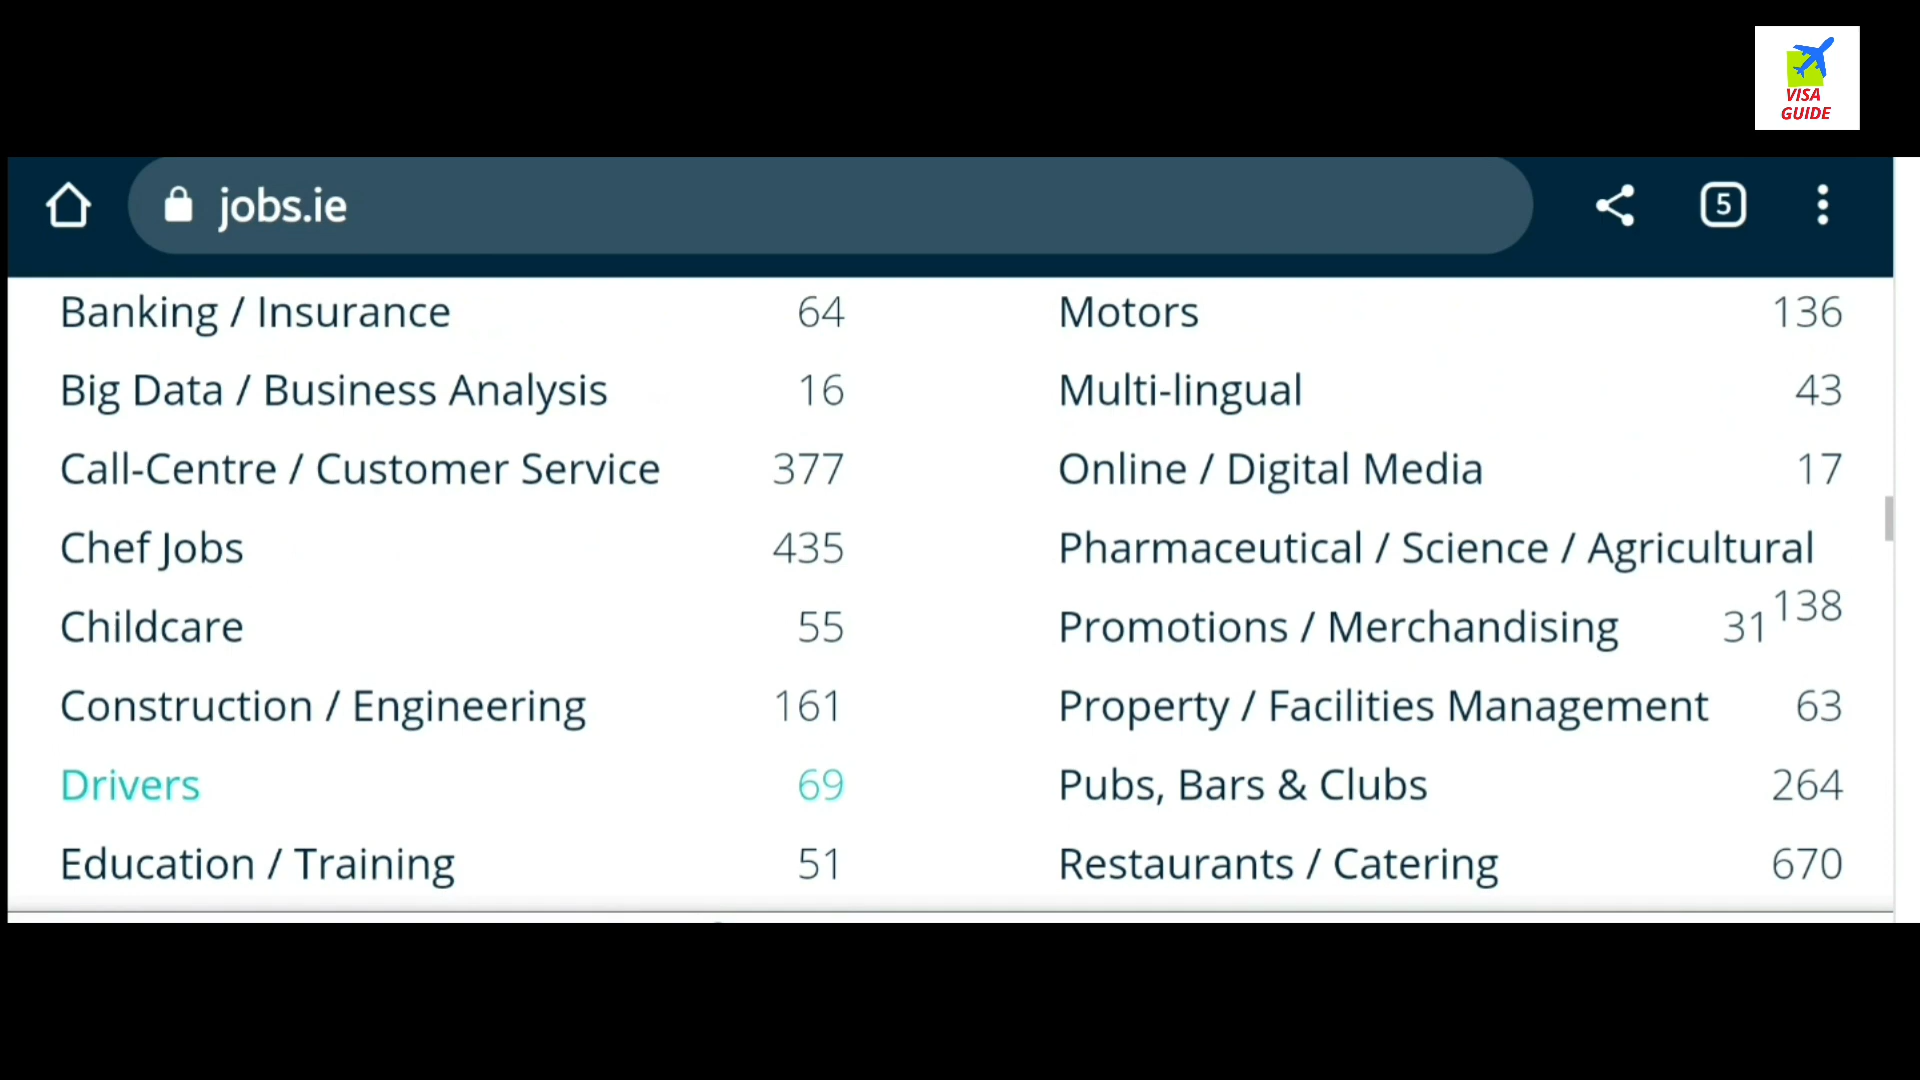 VISA
GUIDE
jobs.ie
5
Banking / Insurance 64
Big Data / Business Analysis 16
Call-Centre / Customer Service 377
Chef Jobs 435
Childcare 55
Construction / Engineering 161
Drivers 69
Education / Training 51
Motors 136
Multi-lingual 43
Online / Digital Media 17
Pharmaceutical / Science / Agricultural
138
Promotions / Merchandising 31
Property / Facilities Management 63
Pubs, Bars & Clubs 264
Restaurants / Catering 670